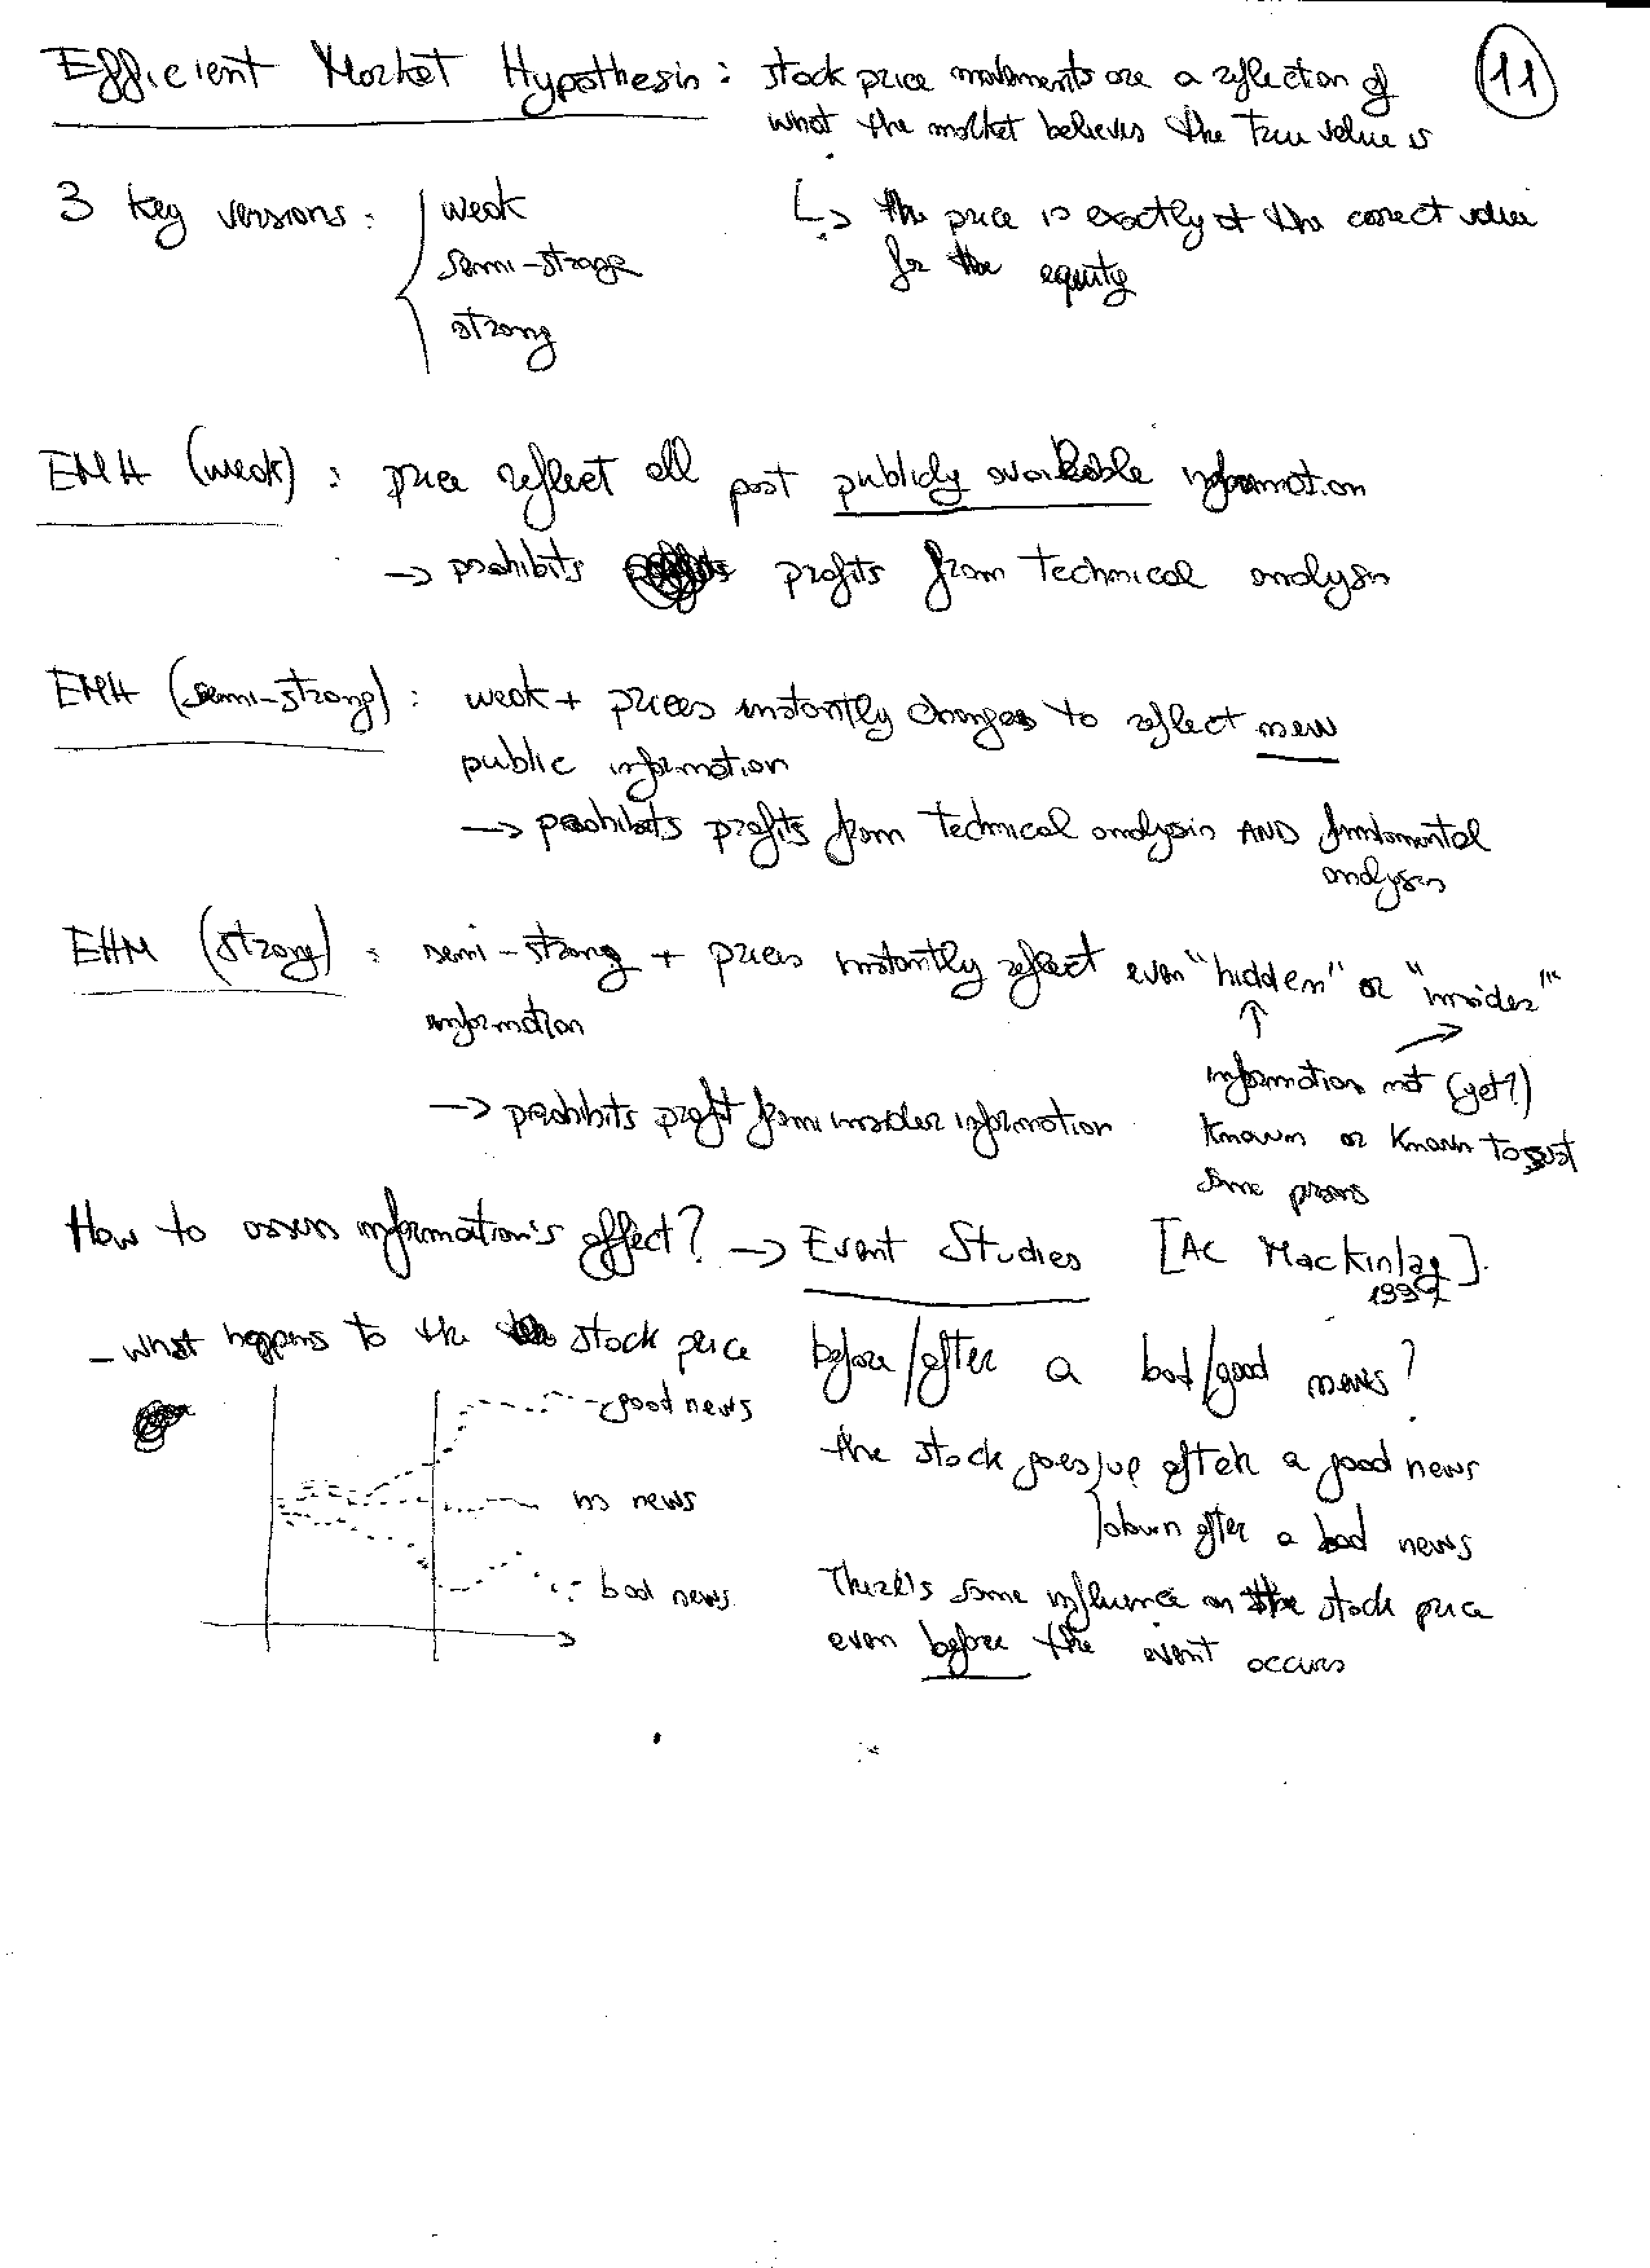 Efficient Market Hypothesis : stock price movements are a reflection of
11
what the market believes the true value is
3 key versions : weak
↳ the price is exactly at the correct value
semi-strong
for the equity
strong
EMH (weak) : price reflect all past publicly available information
→ prohibits profits from technical analysis
EMH (semi-strong) : weak + prices instantly changes to reflect new
public information
→ prohibits profits from technical analysis AND fundamental
analysis
EHM (strong) : semi-strong + prices instantly reflect even "hidden" or "insider"
information
↑
information not (yet?)
→ prohibits profit from insider information
known or known to just
some persons
How to assess information's effect? → Event Studies [AC Mackinlay].
1997
- what happens to the stock price before/after a bad/good news?
good news
the stock goes up after a good news
no news
down after a bad news
bad news
There's some influence on the stock price
even before the event occurs